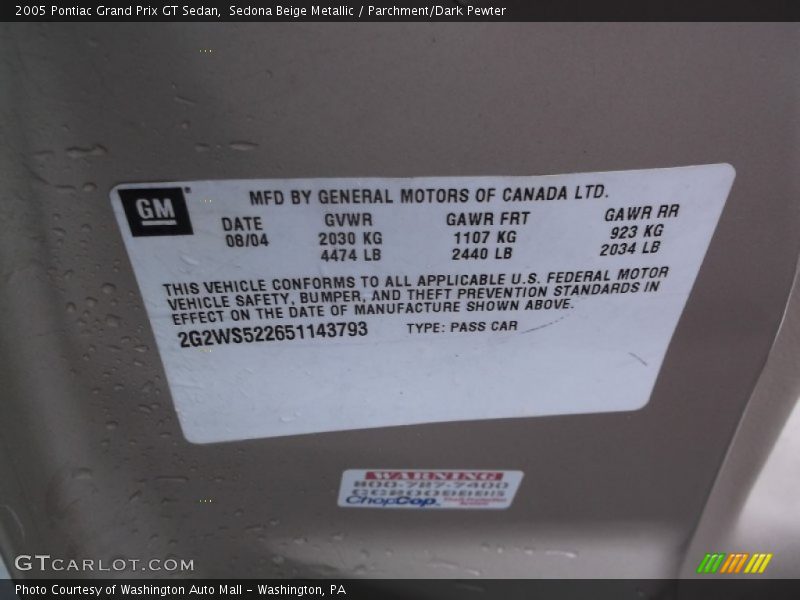 2005 Pontiac Grand Prix GT Sedan, Sedona Beige Metallic / Parchment/Dark Pewter
GM
MFD BY GENERAL MOTORS OF CANADA LTD.
DATE GVWR GAWR FRT GAWR RR
08/04 2030 KG 1107 KG 923 KG
4474 LB 2440 LB 2034 LB
THIS VEHICLE CONFORMS TO ALL APPLICABLE U.S. FEDERAL MOTOR
VEHICLE SAFETY, BUMPER, AND THEFT PREVENTION STANDARDS IN
EFFECT ON THE DATE OF MANUFACTURE SHOWN ABOVE.
2G2WS522651143793 TYPE: PASS CAR
WARNING
800-727-7400
ChopCop
GTCARLOT.COM
Photo Courtesy of Washington Auto Mall - Washington, PA